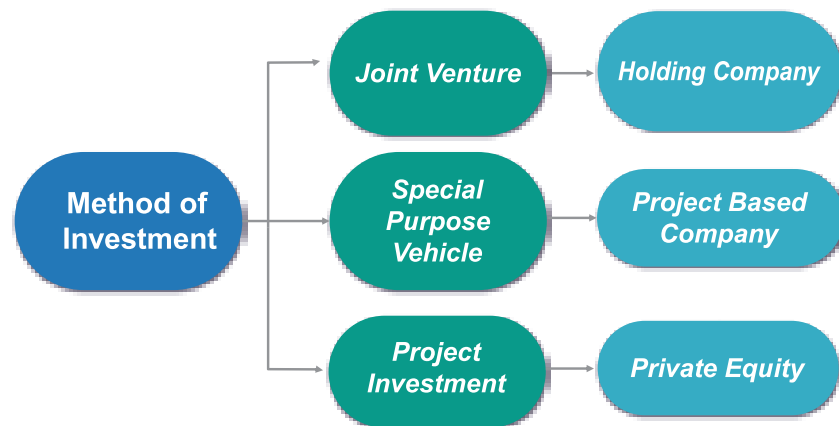 Method of
Investment
Joint Venture
Holding Company
Special
Purpose
Vehicle
Project Based
Company
Project
Investment
Private Equity